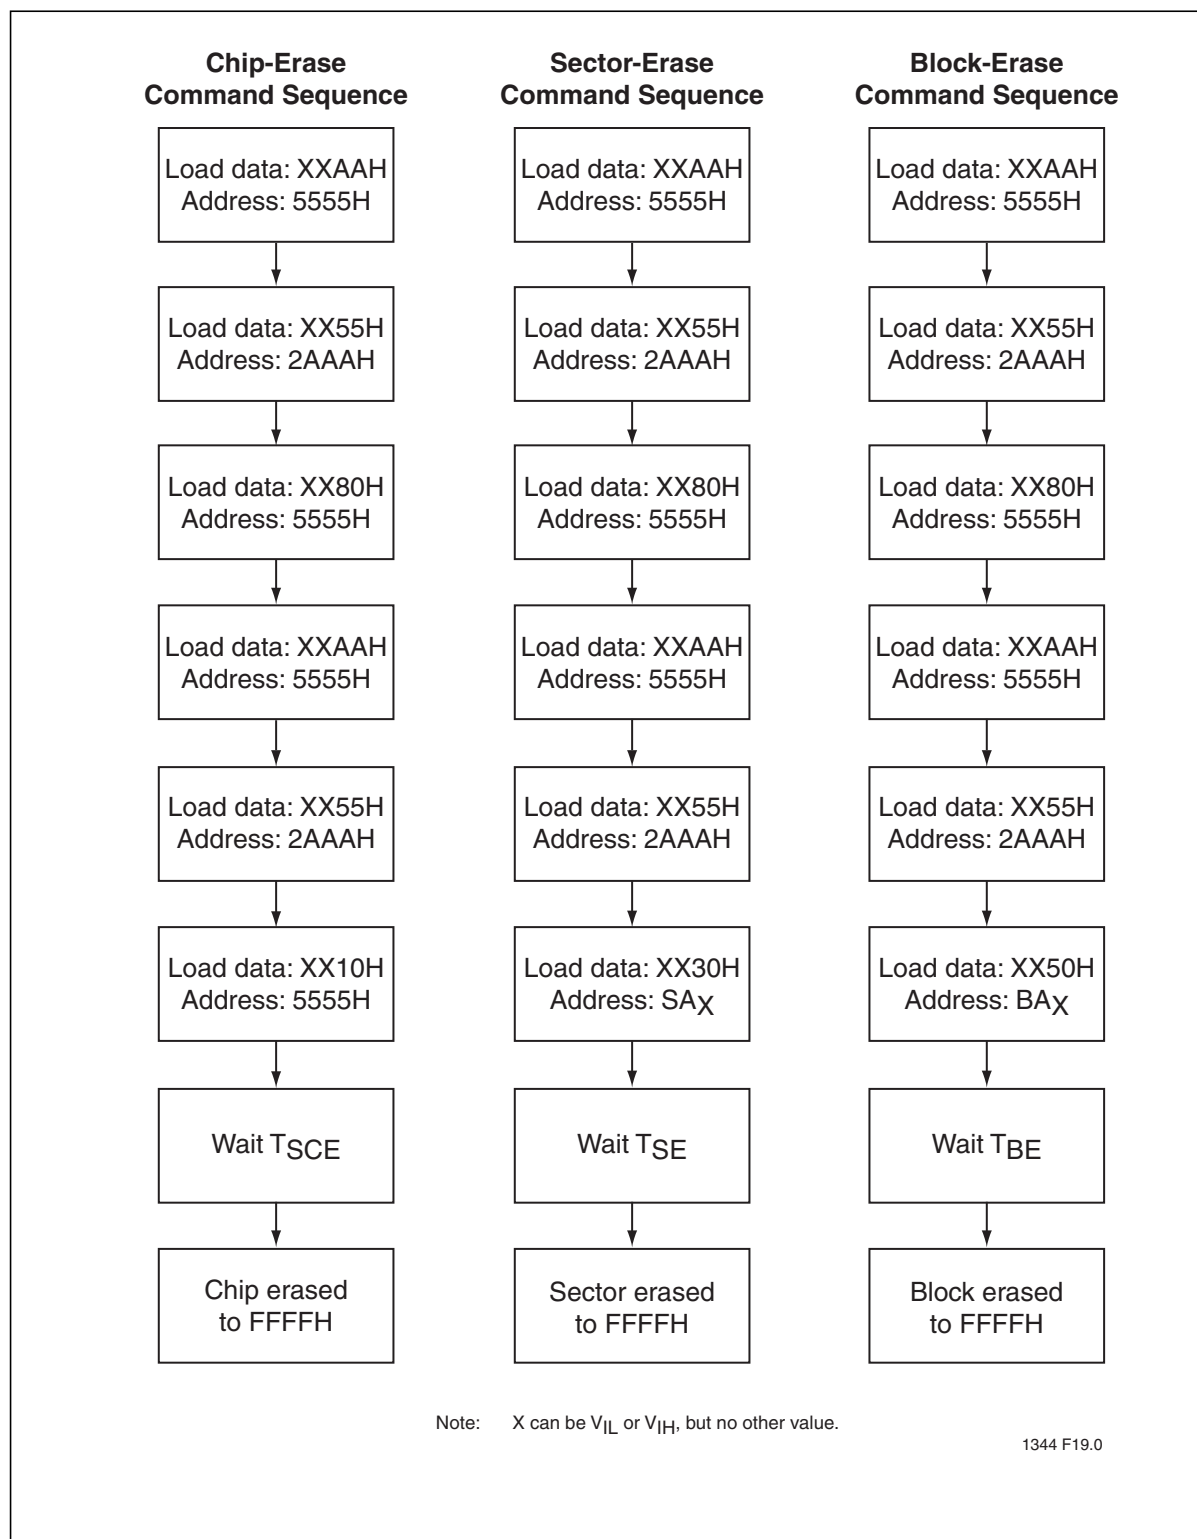 Chip-Erase
Command Sequence
Load data: XXAAH
Address: 5555H
Load data: XX55H
Address: 2AAAH
Load data: XX80H
Address: 5555H
Load data: XXAAH
Address: 5555H
Load data: XX55H
Address: 2AAAH
Load data: XX10H
Address: 5555H
Wait TSCE
Chip erased
to FFFFH
Sector-Erase
Command Sequence
Load data: XXAAH
Address: 5555H
Load data: XX55H
Address: 2AAAH
Load data: XX80H
Address: 5555H
Load data: XXAAH
Address: 5555H
Load data: XX55H
Address: 2AAAH
Load data: XX30H
Address: SAX
Wait TSE
Sector erased
to FFFFH
Block-Erase
Command Sequence
Load data: XXAAH
Address: 5555H
Load data: XX55H
Address: 2AAAH
Load data: XX80H
Address: 5555H
Load data: XXAAH
Address: 5555H
Load data: XX55H
Address: 2AAAH
Load data: XX50H
Address: BAX
Wait TBE
Block erased
to FFFFH
Note: X can be VIL or VIH, but no other value.
1344 F19.0